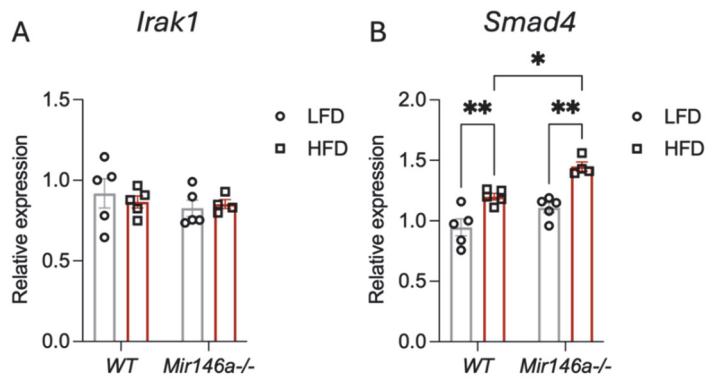 A
Irak1
Relative expression
1.5
1.0
0.5
0.0
WT
Mir146a-/-
LFD
HFD
B
Smad4
Relative expression
2.0
1.5
1.0
0.5
0.0
*
**
**
WT
Mir146a-/-
LFD
HFD